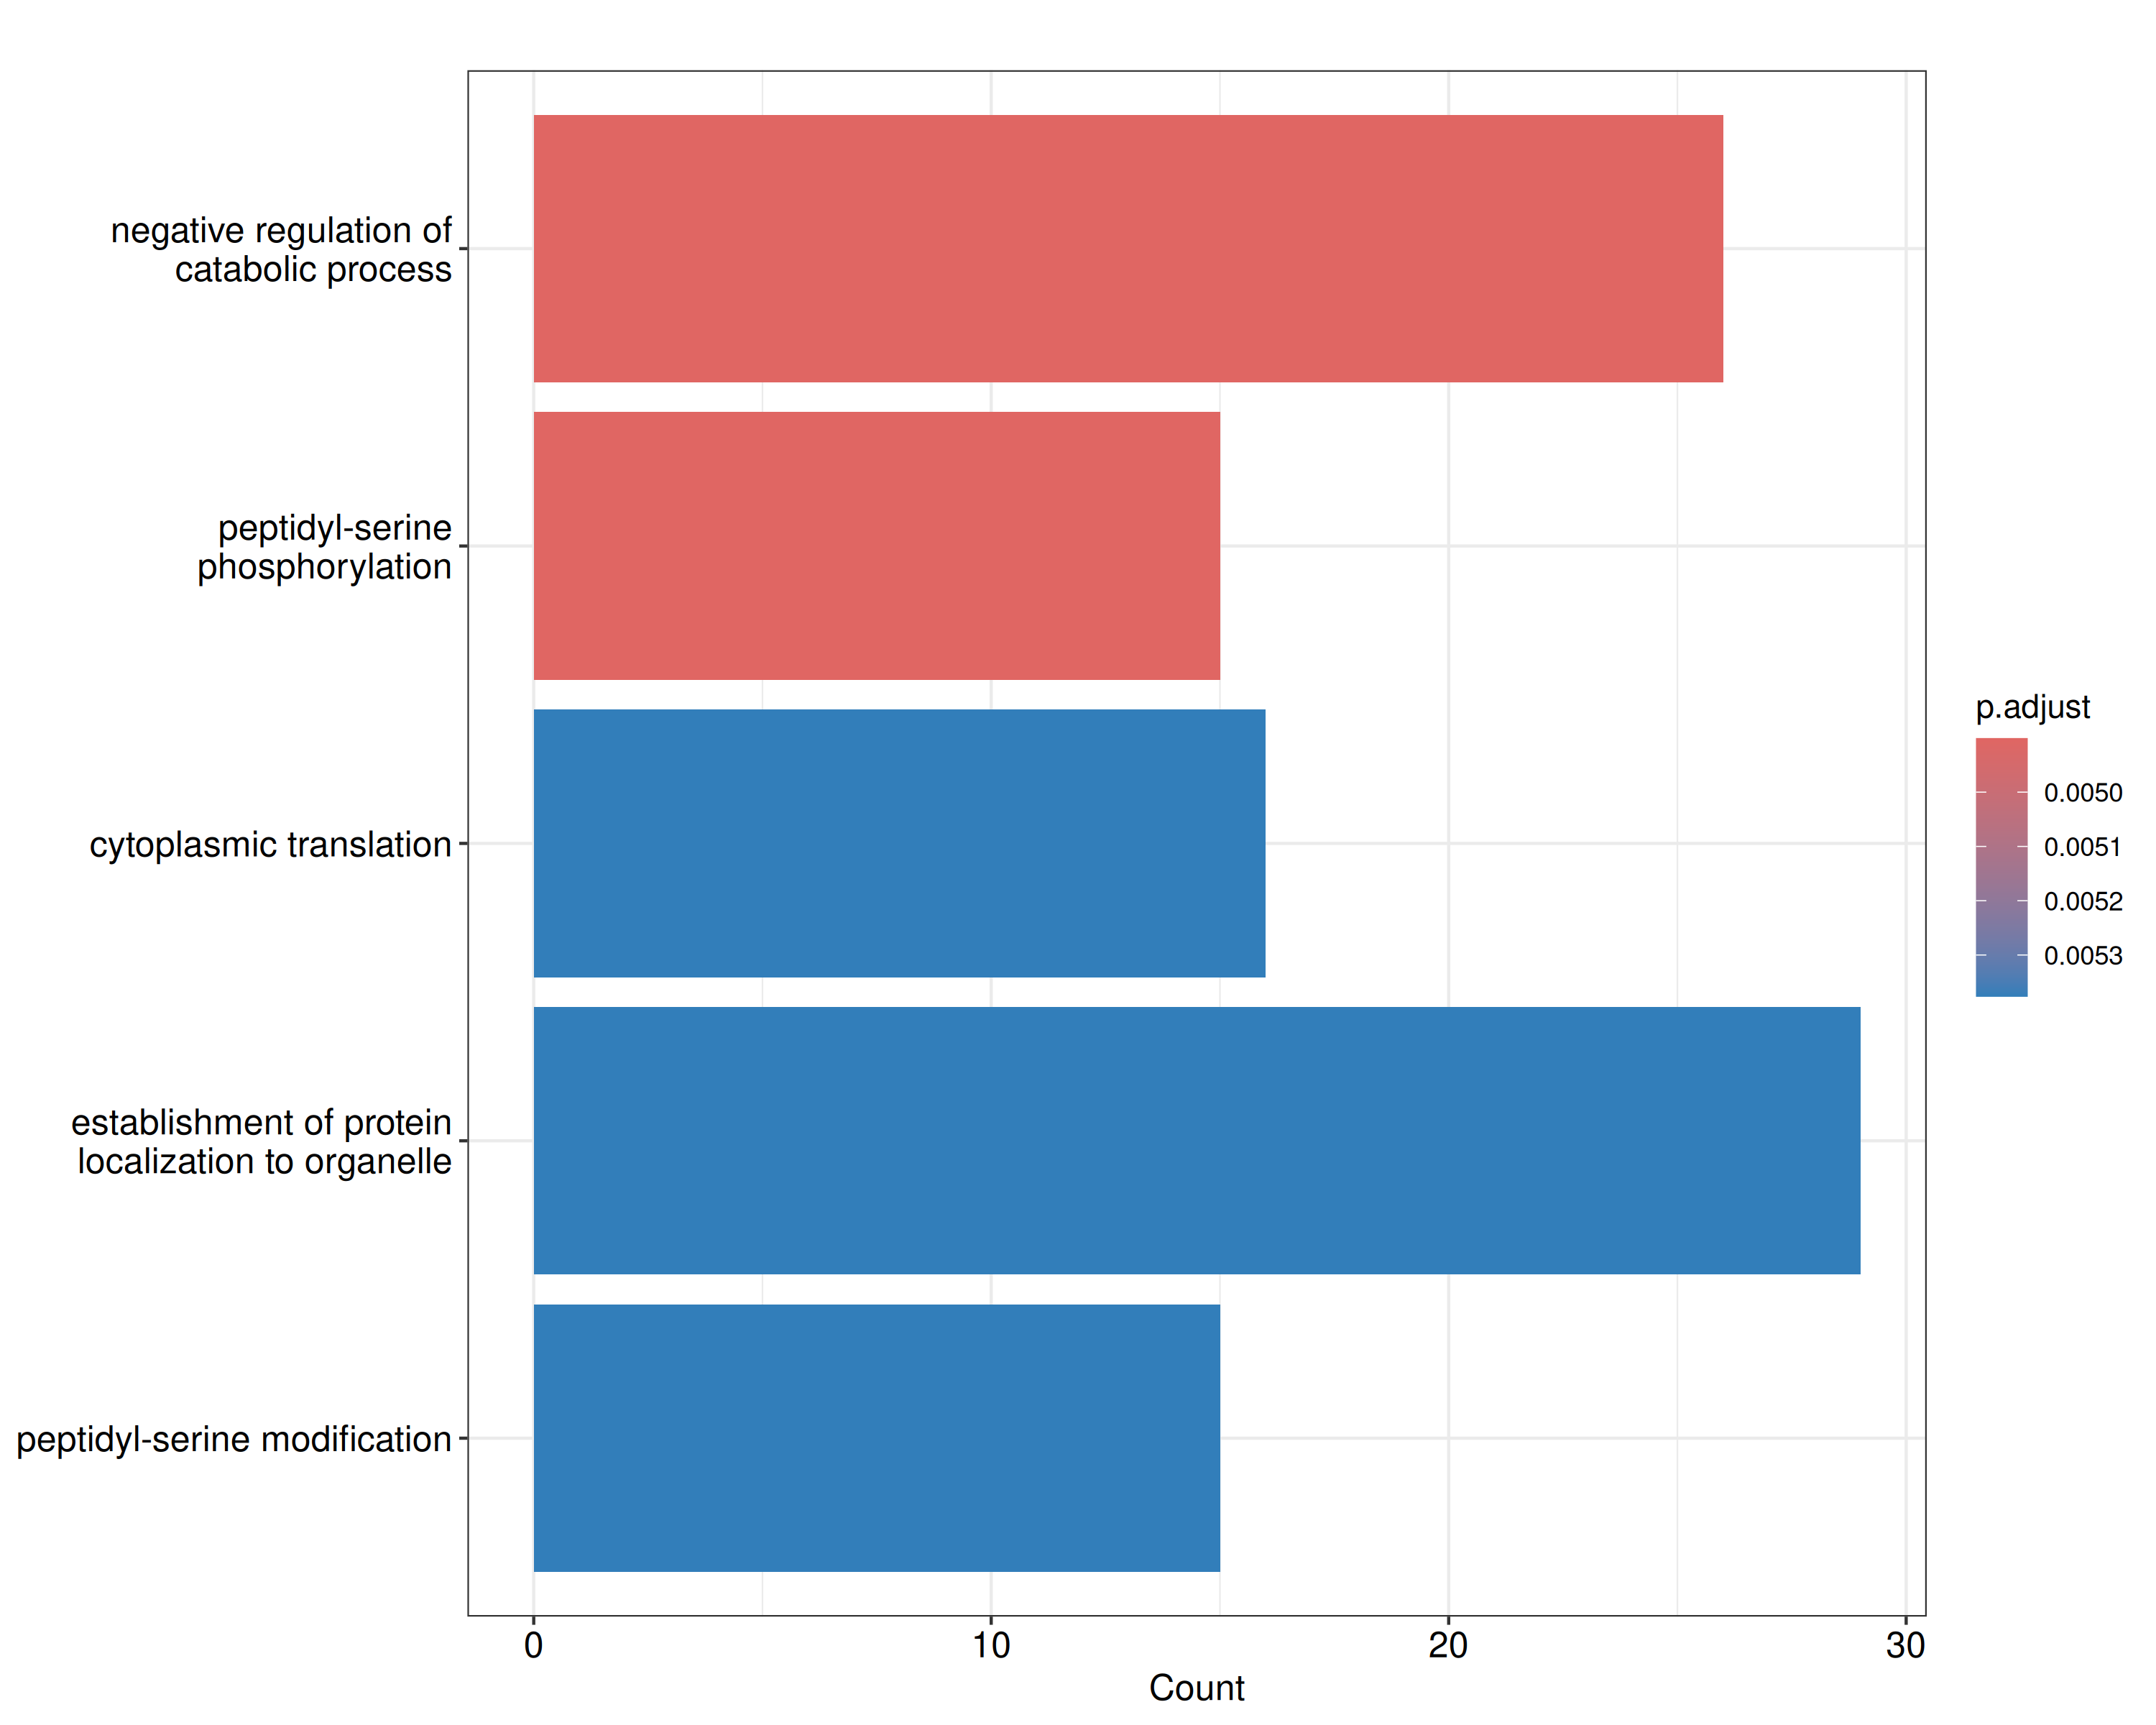 negative regulation of
catabolic process
peptidyl-serine
phosphorylation
cytoplasmic translation
establishment of protein
localization to organelle
peptidyl-serine modification
0
10
20
30
Count
p.adjust
0.0050
0.0051
0.0052
0.0053